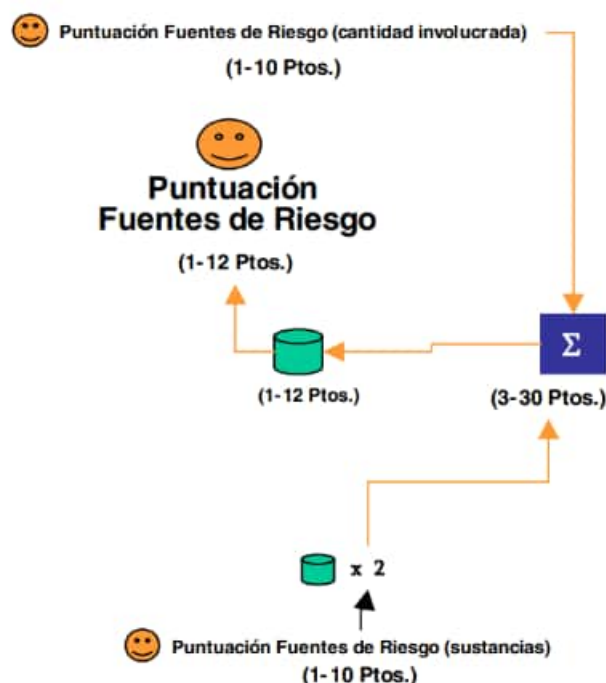 Puntuación Fuentes de Riesgo (cantidad involucrada)
(1-10 Ptos.)
Puntuación
Fuentes de Riesgo
(1-12 Ptos.)
Σ
(1-12 Ptos.)
(3-30 Ptos.)
x 2
Puntuación Fuentes de Riesgo (sustancias)
(1-10 Ptos.)